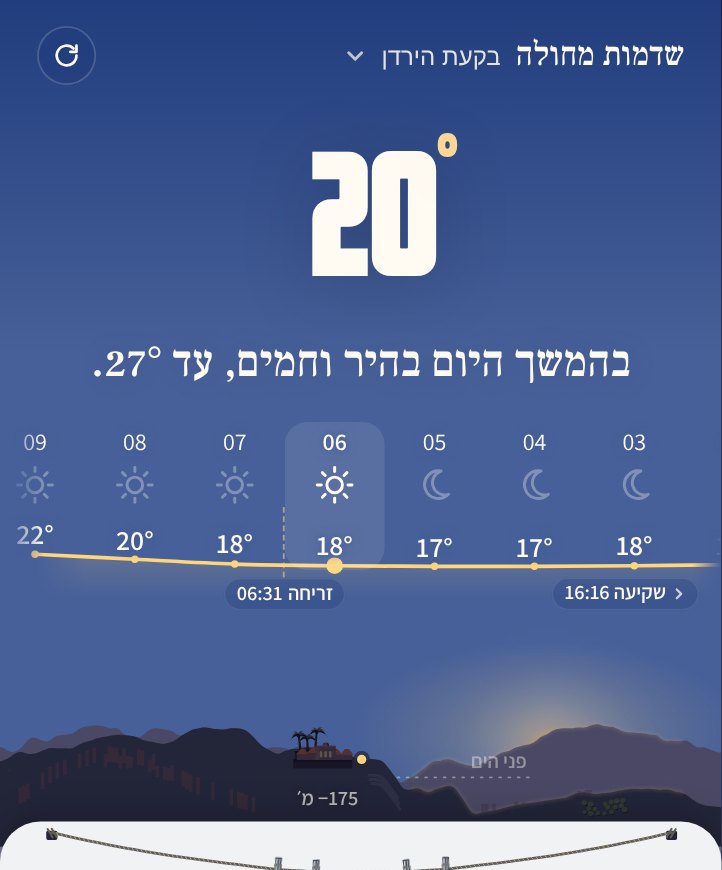 שדמות מחולה בקעת הירדן
20°
בהמשך היום בהיר וחמים, עד 27°.
03 04 05 06 07 08 09
18° 17° 17° 18° 18° 20° 22°
שקיעה 16:16 זריחה 06:31
פני הים
−175 מ׳